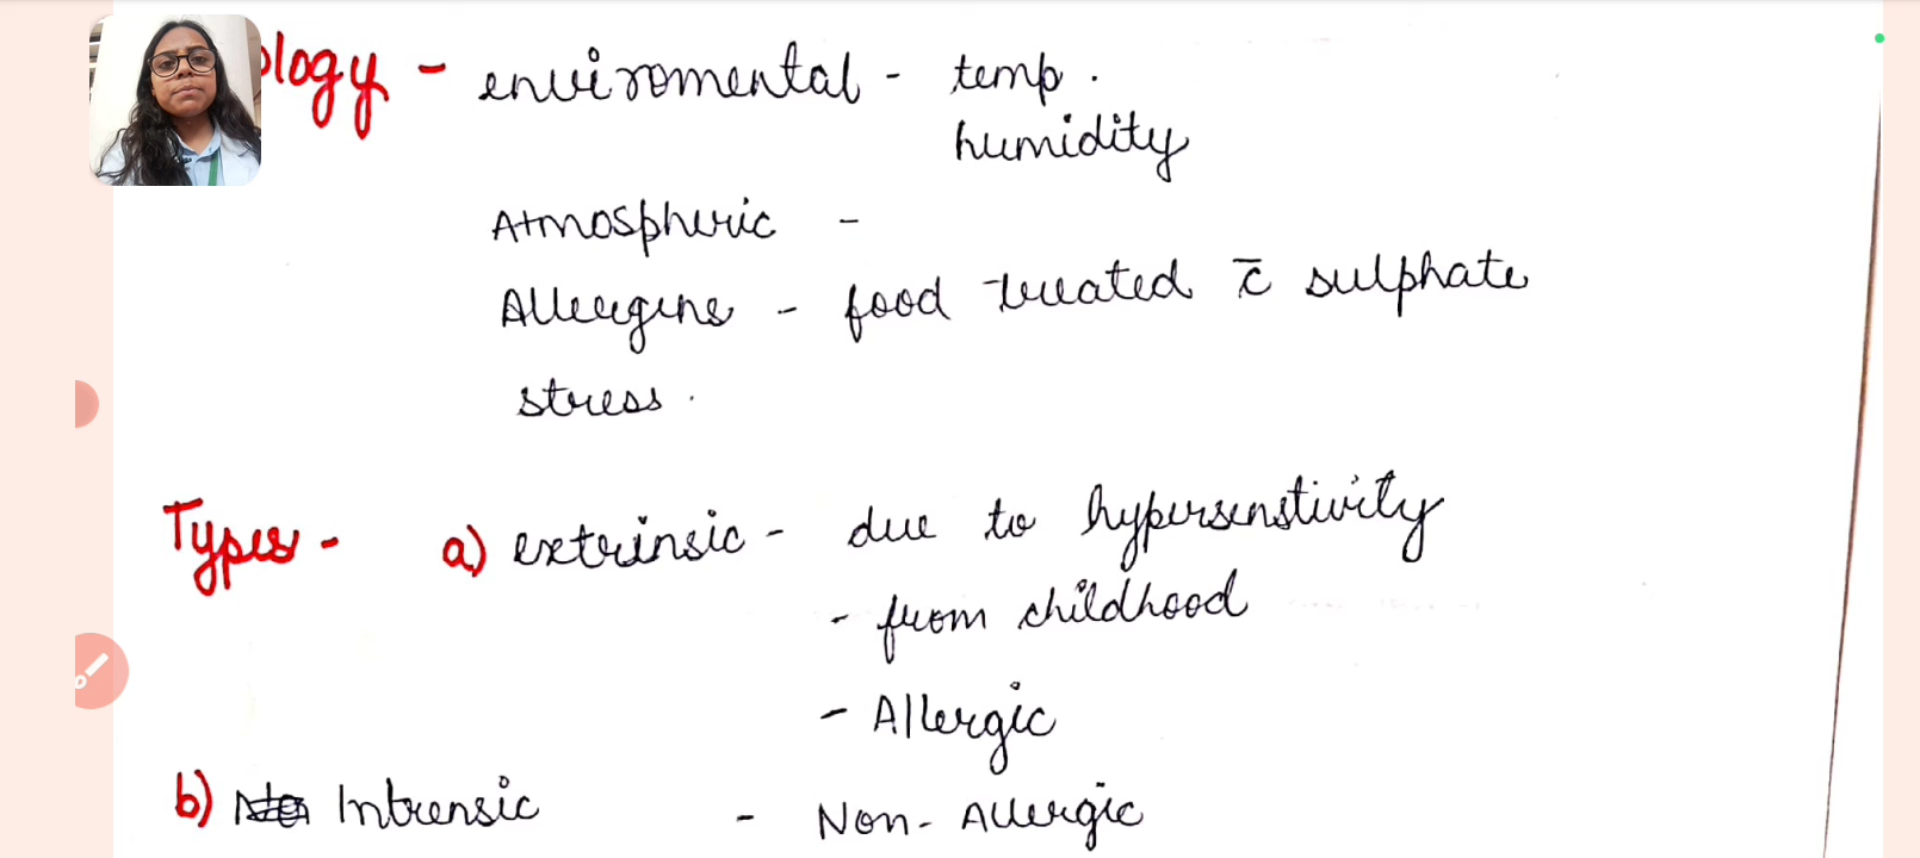 ology - enviromental - temp.
humidity
Atmospheric -
Allergens - food treated c̄ sulphate
stress.
Types - a) extrinsic - due to hypersenstivity
- from childhood
- Allergic
b) Intrensic - Non-Allergic